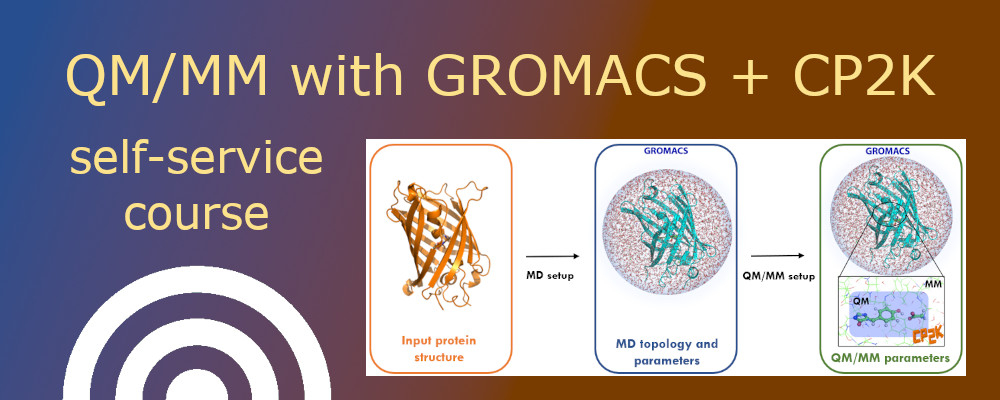 QM/MM with GROMACS + CP2K
self-service
course
Input protein
structure
MD setup
GROMACS
MD topology and
parameters
QM/MM setup
GROMACS
MM
QM
CP2K
QM/MM parameters